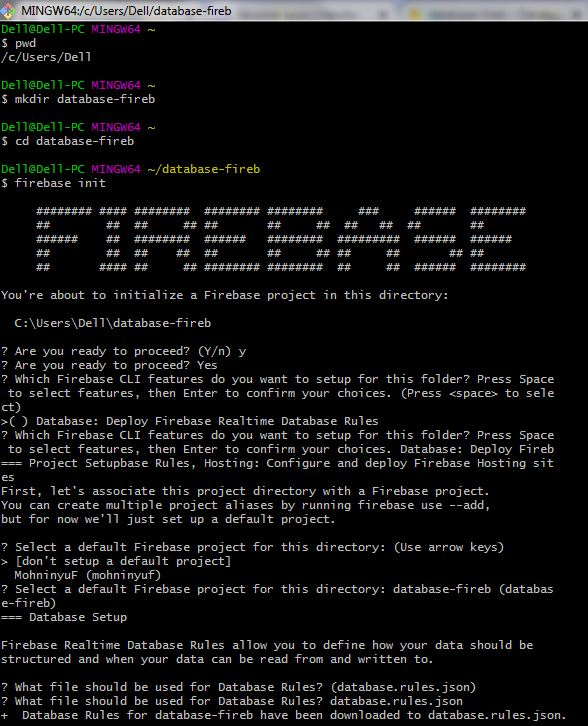 MINGW64:/c/Users/Dell/database-fireb
Dell@Dell-PC MINGW64 ~
$ pwd
/c/Users/Dell
Dell@Dell-PC MINGW64 ~
$ mkdir database-fireb
Dell@Dell-PC MINGW64 ~
$ cd database-fireb
Dell@Dell-PC MINGW64 ~/database-fireb
$ firebase init
######## #### ########  ######## ########     ###     ######  ########
##        ##  ##     ## ##       ##     ##  ##   ##  ##       ##
######    ##  ########  ######   ########  #########  ######  ######
##        ##  ##    ##  ##       ##     ## ##     ##       ## ##
##       #### ##     ## ######## ########  ##     ##  ######  ########
You're about to initialize a Firebase project in this directory:
C:\Users\Dell\database-fireb
? Are you ready to proceed? (Y/n) y
? Are you ready to proceed? Yes
? Which Firebase CLI features do you want to setup for this folder? Press Space
to select features, then Enter to confirm your choices. (Press <space> to sele
ct)
>( ) Database: Deploy Firebase Realtime Database Rules
? Which Firebase CLI features do you want to setup for this folder? Press Space
to select features, then Enter to confirm your choices. Database: Deploy Fireb
=== Project Setupbase Rules, Hosting: Configure and deploy Firebase Hosting sit
es
First, let's associate this project directory with a Firebase project.
You can create multiple project aliases by running firebase use --add,
but for now we'll just set up a default project.
? Select a default Firebase project for this directory: (Use arrow keys)
> [don't setup a default project]
MohninyuF (mohninyuf)
? Select a default Firebase project for this directory: database-fireb (databas
e-fireb)
=== Database Setup
Firebase Realtime Database Rules allow you to define how your data should be
structured and when your data can be read from and written to.
? What file should be used for Database Rules? (database.rules.json)
? What file should be used for Database Rules? database.rules.json
+  Database Rules for database-fireb have been downloaded to database.rules.json.